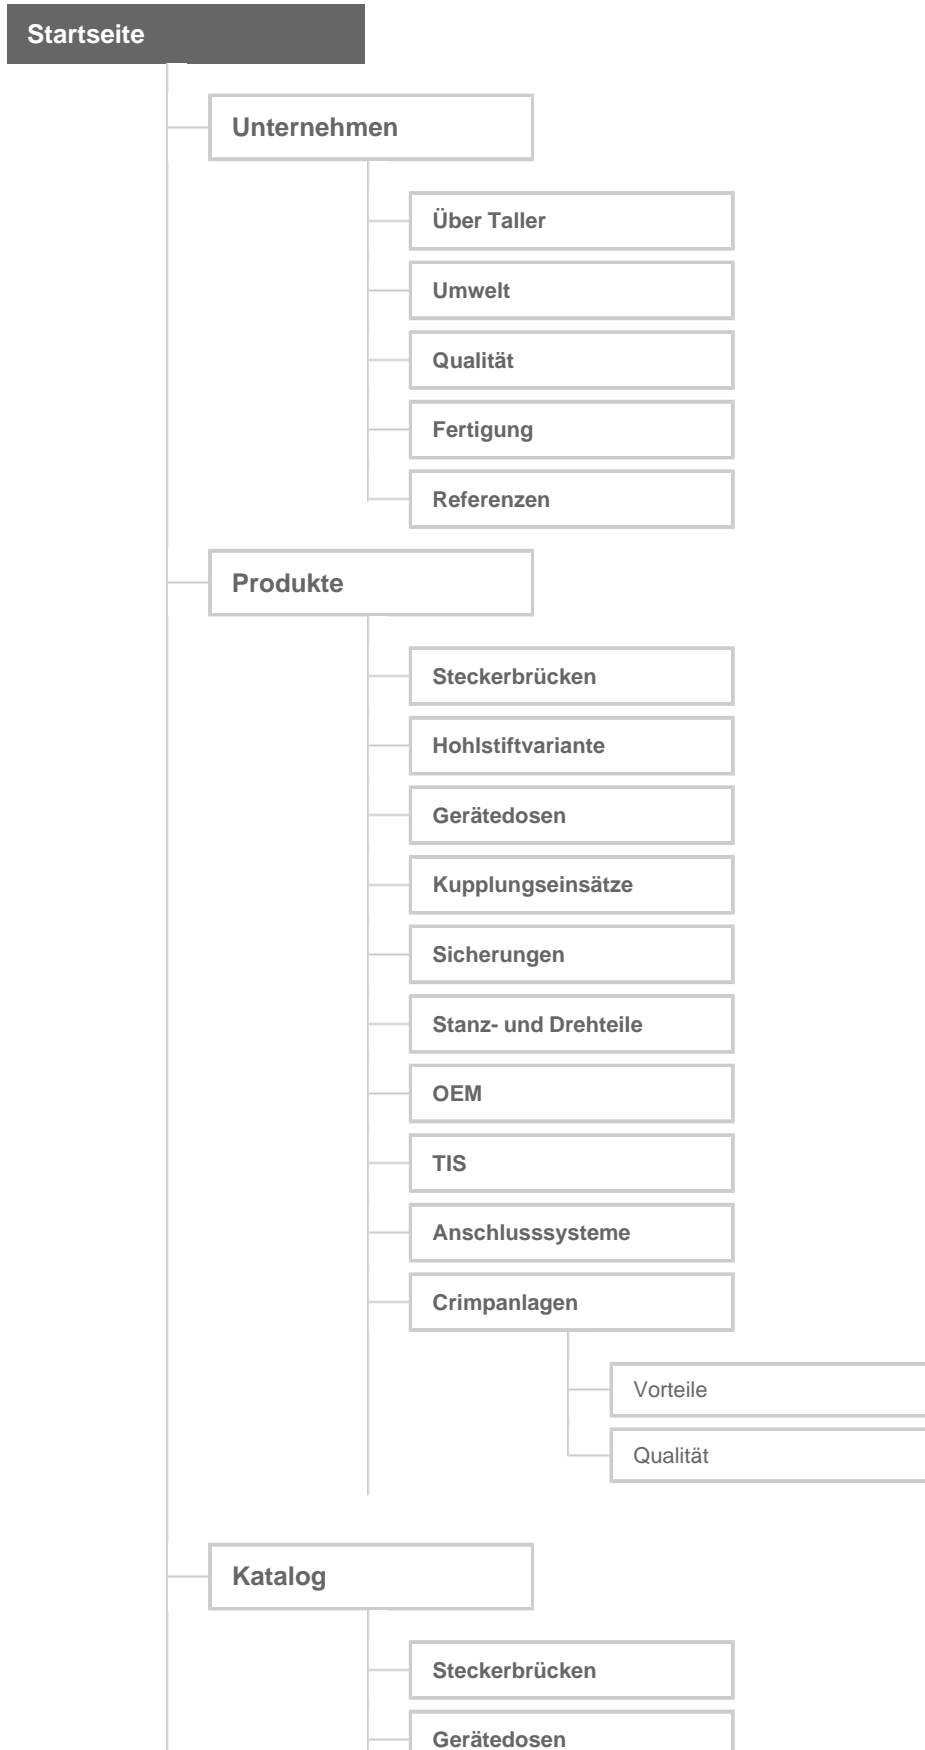 Startseite
Unternehmen
Über Taller
Umwelt
Qualität
Fertigung
Referenzen
Produkte
Steckerbrücken
Hohlstiftvariante
Gerätedosen
Kupplungseinsätze
Sicherungen
Stanz- und Drehteile
OEM
TIS
Anschlusssysteme
Crimpanlagen
Vorteile
Qualität
Katalog
Steckerbrücken
Gerätedosen